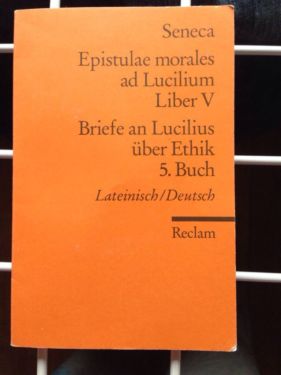 Seneca
Epistulae morales
ad Lucilium
Liber V
Briefe an Lucilius
über Ethik
5. Buch
Lateinisch/Deutsch
Reclam